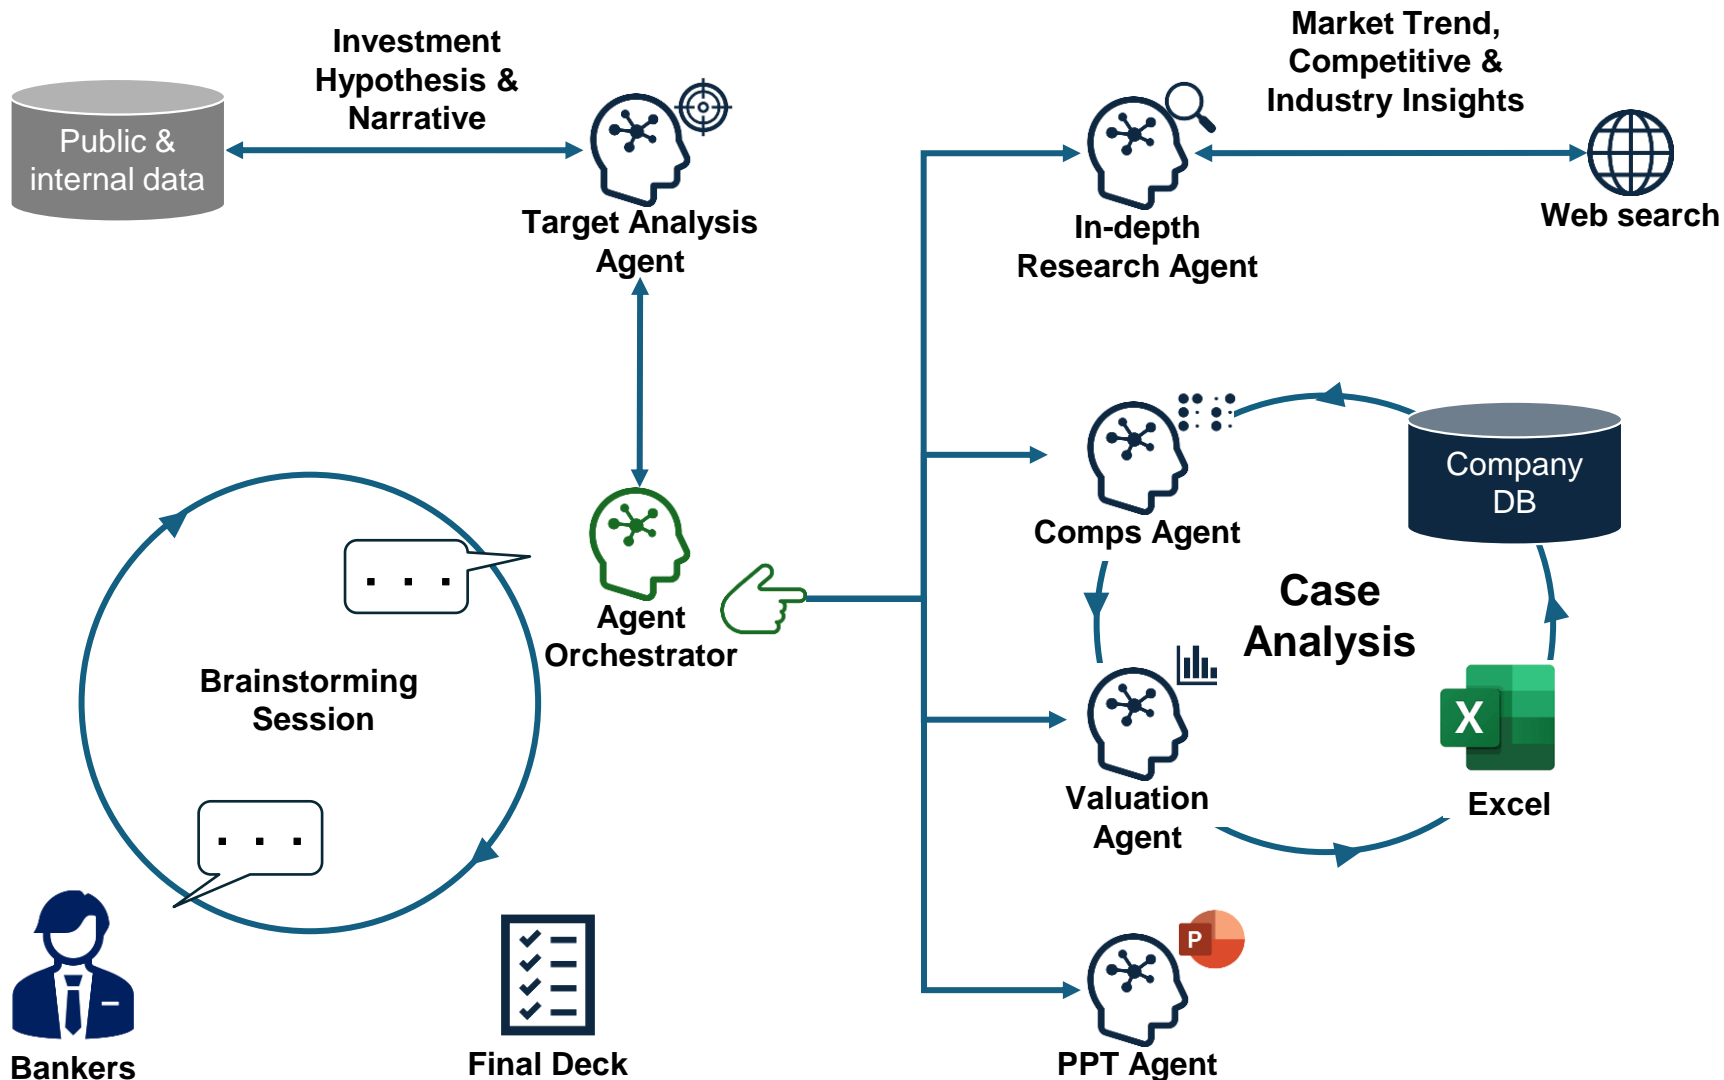 Investment
Hypothesis &
Narrative
Public &
internal data
Target Analysis
Agent
Market Trend,
Competitive &
Industry Insights
In-depth
Research Agent
Web search
Comps Agent
Company
DB
Case
Analysis
. . .
Agent
Orchestrator
Brainstorming
Session
. . .
Valuation
Agent
X
Excel
Bankers
Final Deck
P
PPT Agent